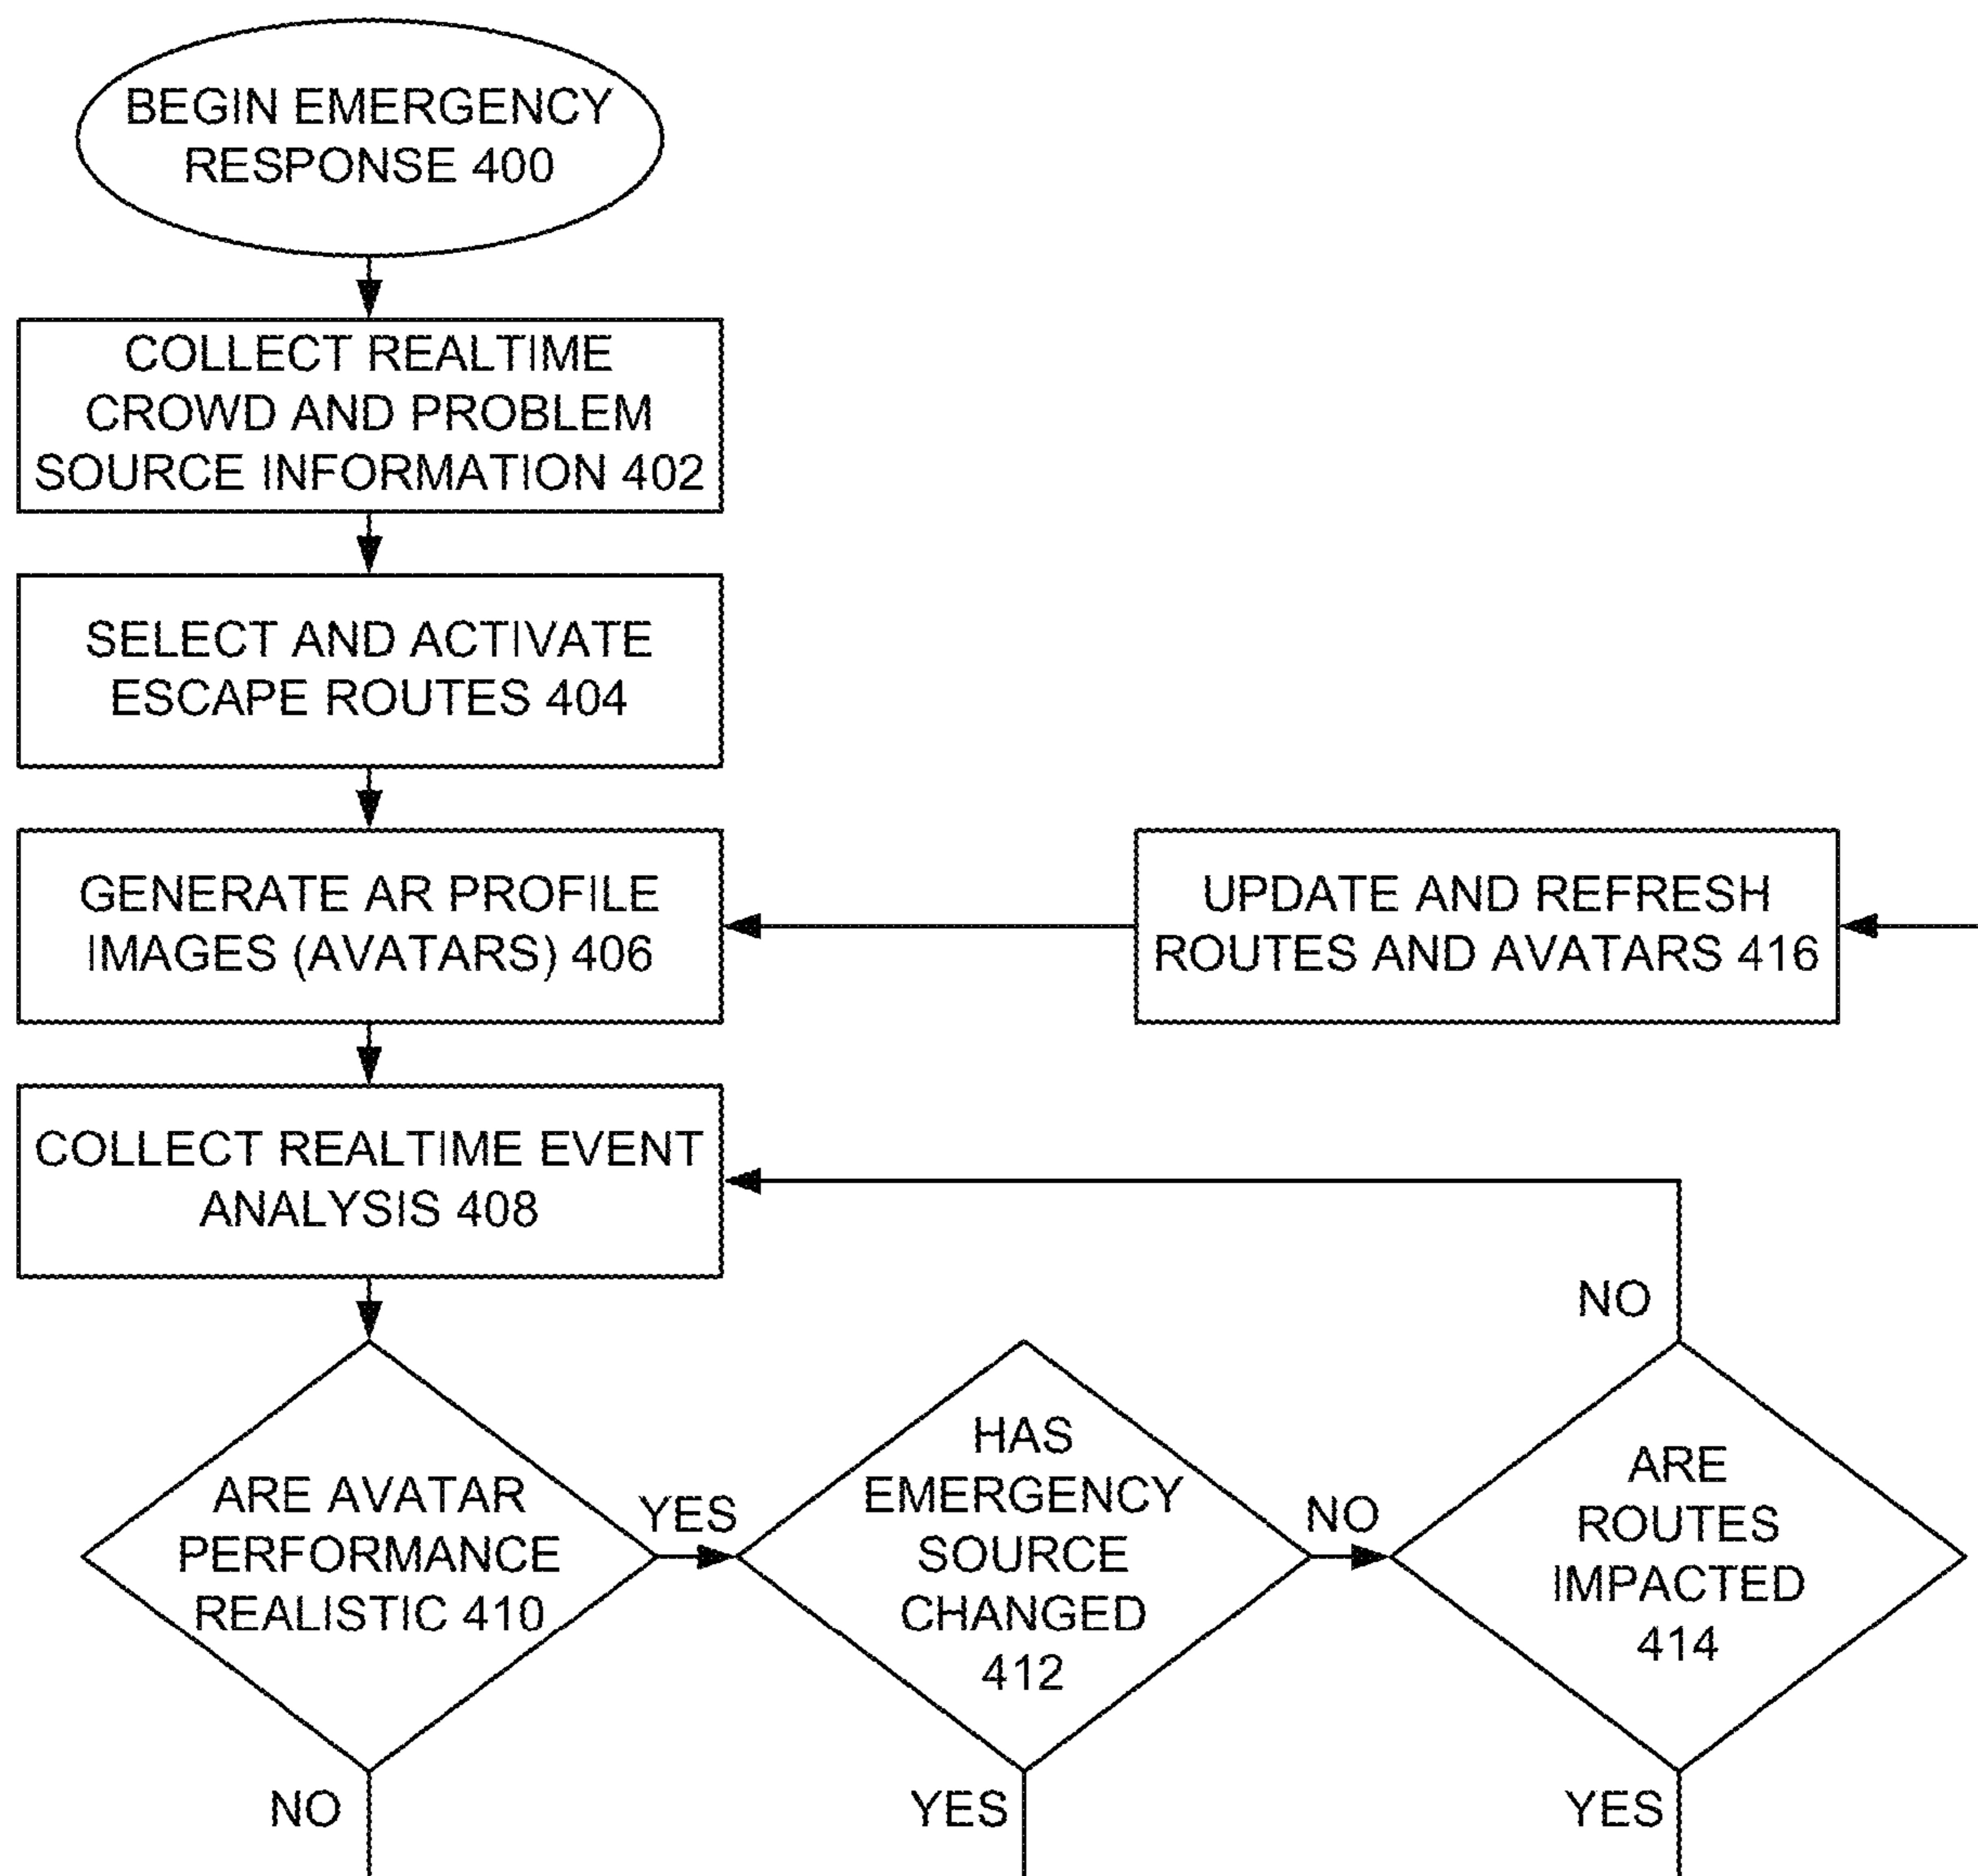 BEGIN EMERGENCY
RESPONSE 400
COLLECT REALTIME
CROWD AND PROBLEM
SOURCE INFORMATION 402
SELECT AND ACTIVATE
ESCAPE ROUTES 404
GENERATE AR PROFILE
IMAGES (AVATARS) 406
UPDATE AND REFRESH
ROUTES AND AVATARS 416
COLLECT REALTIME EVENT
ANALYSIS 408
ARE AVATAR
PERFORMANCE
REALISTIC 410
YES
NO
HAS
EMERGENCY
SOURCE
CHANGED
412
NO
YES
ARE
ROUTES
IMPACTED
414
NO
YES